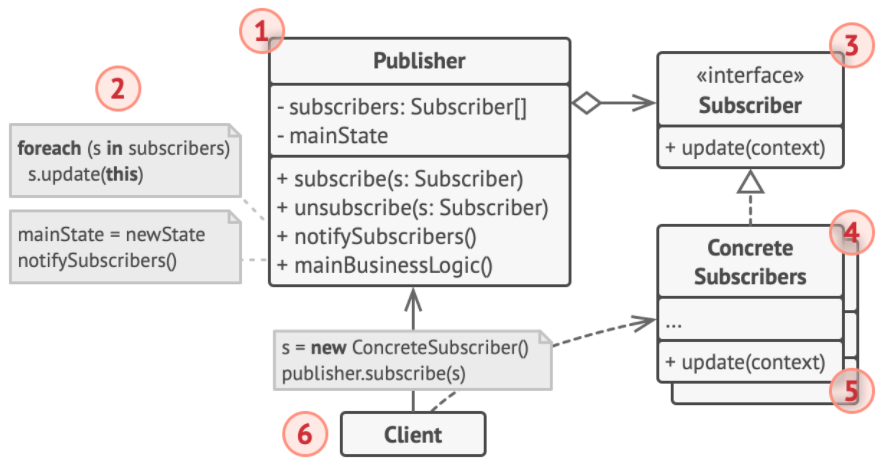 1
Publisher
- subscribers: Subscriber[]
- mainState
+ subscribe(s: Subscriber)
+ unsubscribe(s: Subscriber)
+ notifySubscribers()
+ mainBusinessLogic()
2
foreach (s in subscribers)
s.update(this)
mainState = newState
notifySubscribers()
3
«interface»
Subscriber
+ update(context)
4
Concrete
Subscribers
...
+ update(context)
5
s = new ConcreteSubscriber()
publisher.subscribe(s)
6
Client